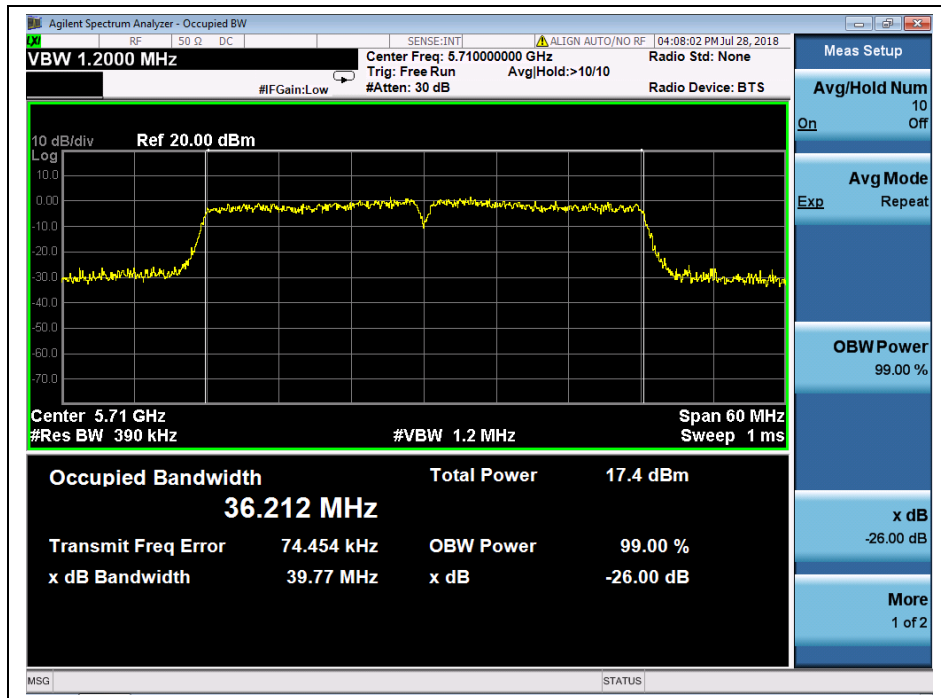 Agilent Spectrum Analyzer - Occupied BW
LXI RF 50 Ω DC SENSE:INT ALIGN AUTO/NO RF 04:08:02 PM Jul 28, 2018
VBW 1.2000 MHz
Center Freq: 5.710000000 GHz Radio Std: None
Trig: Free Run Avg|Hold:>10/10
#IFGain:Low #Atten: 30 dB Radio Device: BTS
10 dB/div Ref 20.00 dBm
Log
10.0
0.00
-10.0
-20.0
-30.0
-40.0
-50.0
-60.0
-70.0
Center 5.71 GHz Span 60 MHz
#Res BW 390 kHz #VBW 1.2 MHz Sweep 1 ms
Occupied Bandwidth Total Power 17.4 dBm
36.212 MHz
Transmit Freq Error 74.454 kHz OBW Power 99.00 %
x dB Bandwidth 39.77 MHz x dB -26.00 dB
Meas Setup
Avg/Hold Num
10
On Off
Avg Mode
Exp Repeat
OBW Power
99.00 %
x dB
-26.00 dB
More
1 of 2
MSG STATUS